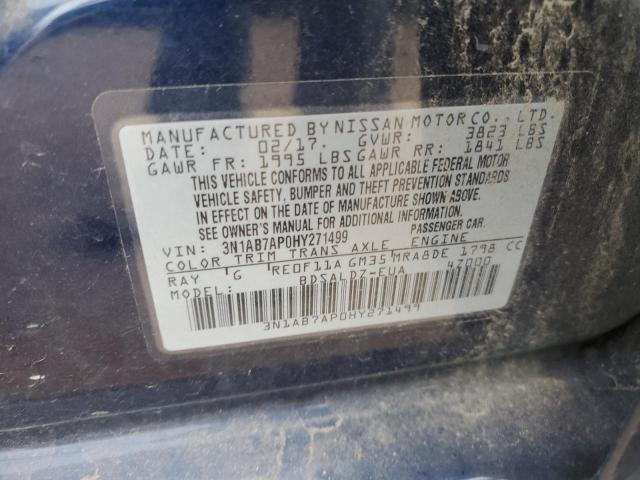 MANUFACTURED BY NISSAN MOTOR CO., LTD.
DATE: 02/17. GVWR: 3823 LBS
GAWR FR: 1995 LBS GAWR RR: 1841 LBS
THIS VEHICLE CONFORMS TO ALL APPLICABLE FEDERAL MOTOR
VEHICLE SAFETY, BUMPER AND THEFT PREVENTION STANDARDS
IN EFFECT ON THE DATE OF MANUFACTURE SHOWN ABOVE.
SEE OWNER'S MANUAL FOR ADDITIONAL INFORMATION.
VIN: 3N1AB7AP0HY271499 PASSENGER CAR.
COLOR TRIM TRANS AXLE ENGINE
RAY G RE0F11A GM35 MRA8DE 1798 CC
MODEL: BDSALDZ-EUA 47000
3N1AB7AP0HY271499